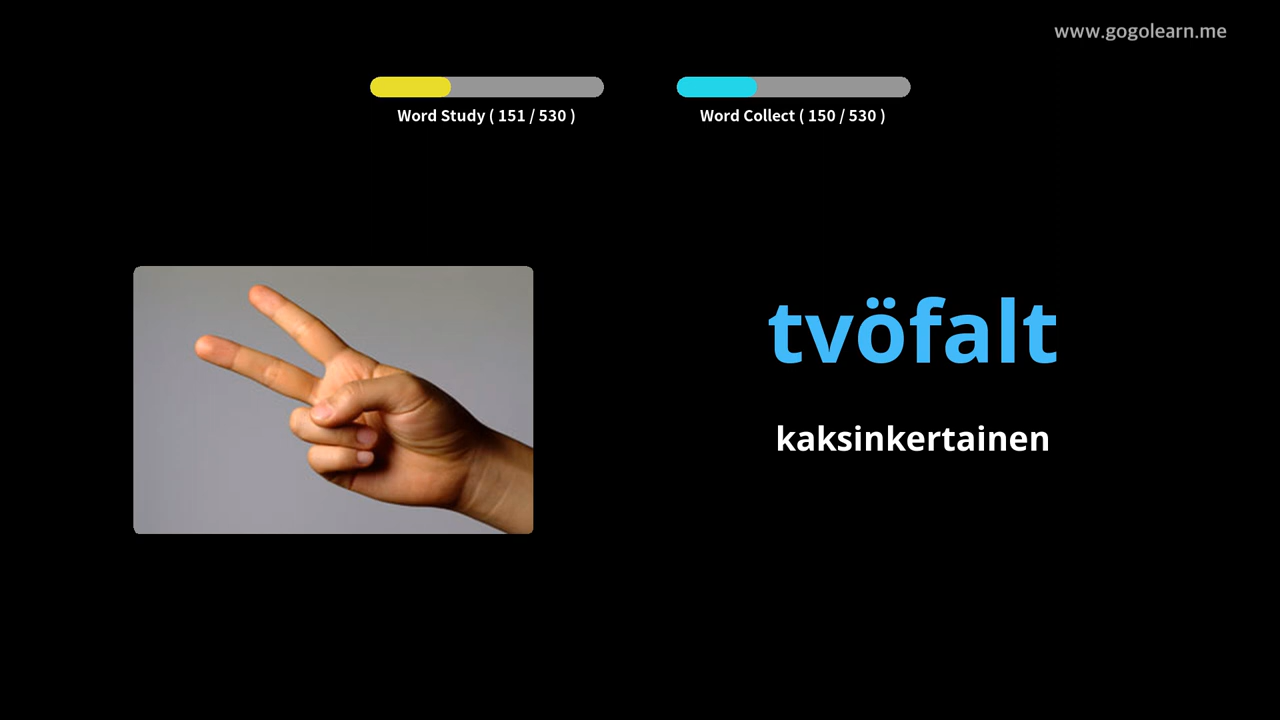 www.gogolearn.me
Word Study ( 151 / 530 )
Word Collect ( 150 / 530 )
tvöfalt
kaksinkertainen